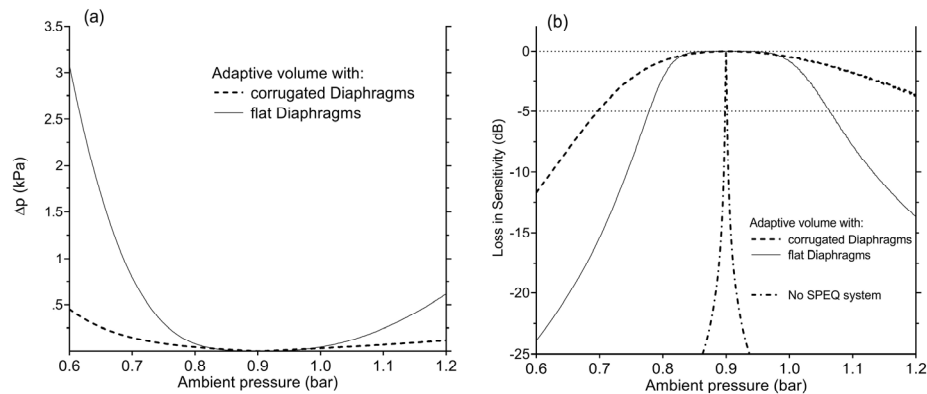 (a)
3.5
3
2.5
2
1.5
1
.5
Δp (kPa)
Adaptive volume with:
corrugated Diaphragms
flat Diaphragms
0.6 0.7 0.8 0.9 1.0 1.1 1.2
Ambient pressure (bar)
(b)
0
-5
-10
-15
-20
-25
Loss in Sensitivity (dB)
Adaptive volume with:
corrugated Diaphragms
flat Diaphragms
No SPEQ system
0.6 0.7 0.8 0.9 1.0 1.1 1.2
Ambient pressure (bar)